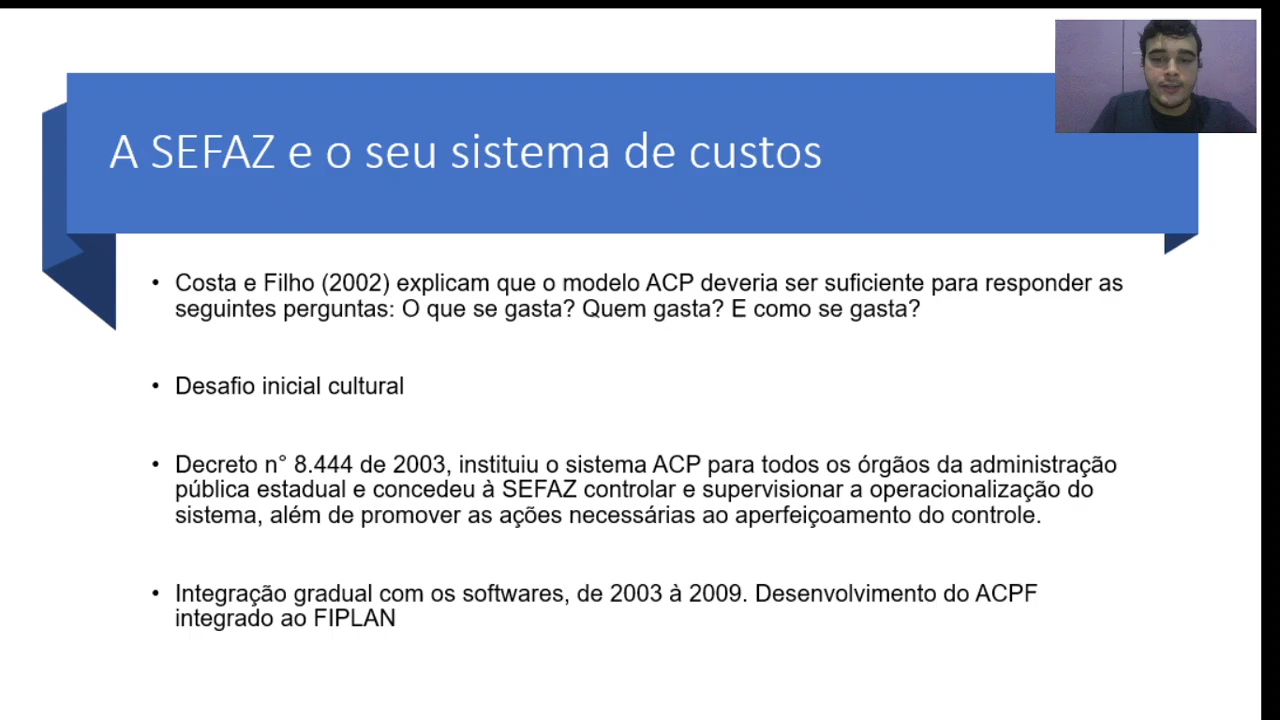 A SEFAZ e o seu sistema de custos
• Costa e Filho (2002) explicam que o modelo ACP deveria ser suficiente para responder as
seguintes perguntas: O que se gasta? Quem gasta? E como se gasta?
• Desafio inicial cultural
• Decreto n° 8.444 de 2003, instituiu o sistema ACP para todos os órgãos da administração
pública estadual e concedeu à SEFAZ controlar e supervisionar a operacionalização do
sistema, além de promover as ações necessárias ao aperfeiçoamento do controle.
• Integração gradual com os softwares, de 2003 à 2009. Desenvolvimento do ACPF
integrado ao FIPLAN